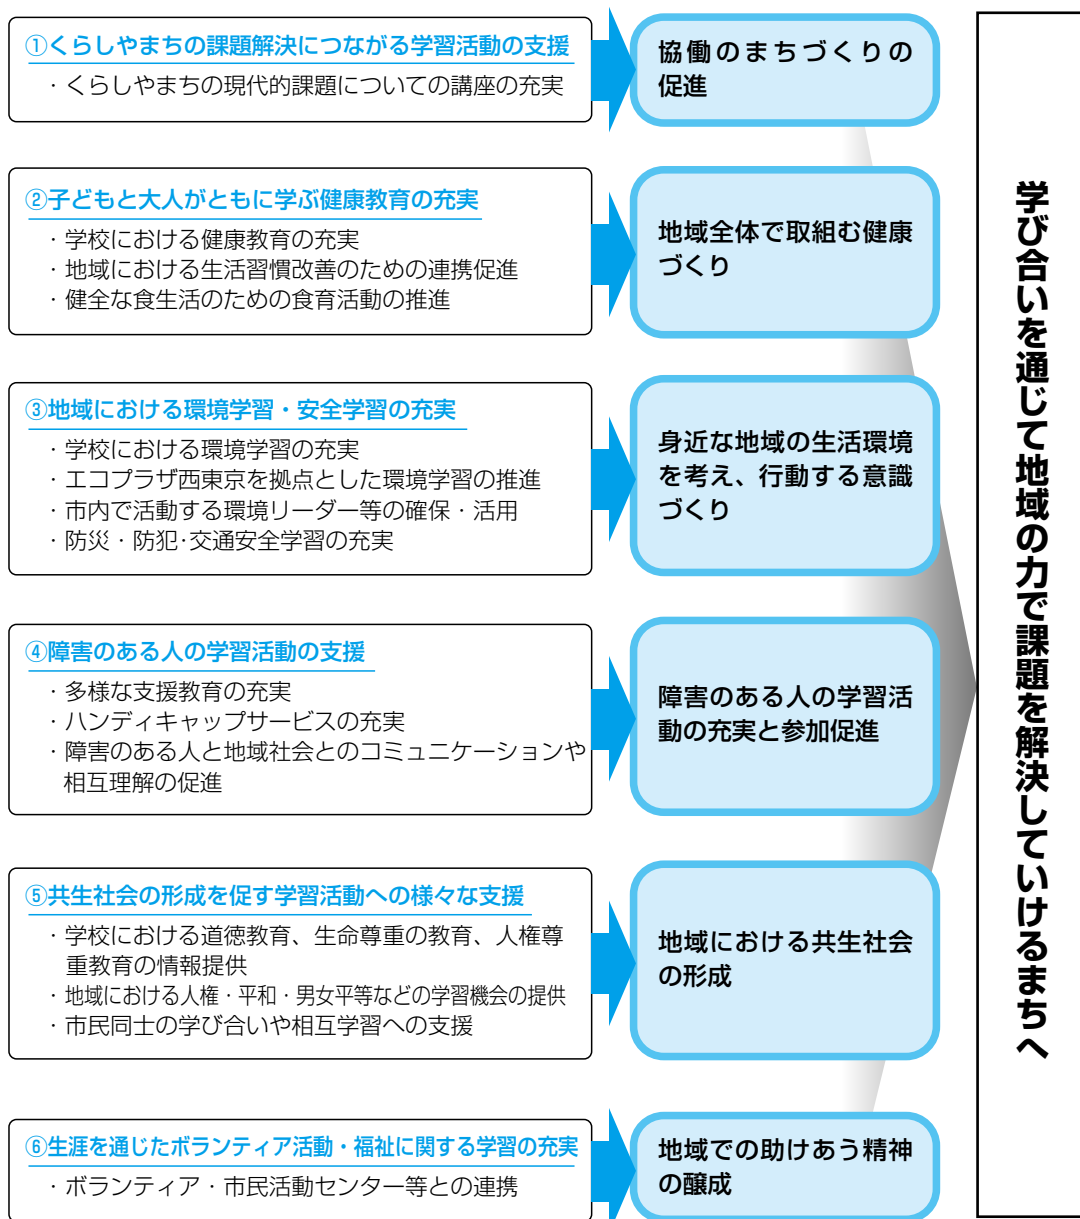 ①くらしやまちの課題解決につながる学習活動の支援
・くらしやまちの現代的課題についての講座の充実
協働のまちづくりの
促進
②子どもと大人がともに学ぶ健康教育の充実
・学校における健康教育の充実
・地域における生活習慣改善のための連携促進
・健全な食生活のための食育活動の推進
地域全体で取組む健康
づくり
③地域における環境学習・安全学習の充実
・学校における環境学習の充実
・エコプラザ西東京を拠点とした環境学習の推進
・市内で活動する環境リーダー等の確保・活用
・防災・防犯・交通安全学習の充実
身近な地域の生活環境
を考え、行動する意識
づくり
④障害のある人の学習活動の支援
・多様な支援教育の充実
・ハンディキャップサービスの充実
・障害のある人と地域社会とのコミュニケーションや
相互理解の促進
障害のある人の学習活
動の充実と参加促進
⑤共生社会の形成を促す学習活動への様々な支援
・学校における道徳教育、生命尊重の教育、人権尊
重教育の情報提供
・地域における人権・平和・男女平等などの学習機会の提供
・市民同士の学び合いや相互学習への支援
地域における共生社会
の形成
⑥生涯を通じたボランティア活動・福祉に関する学習の充実
・ボランティア・市民活動センター等との連携
地域での助けあう精神
の醸成
学び合いを通じて地域の力で課題を解決していけるまちへ